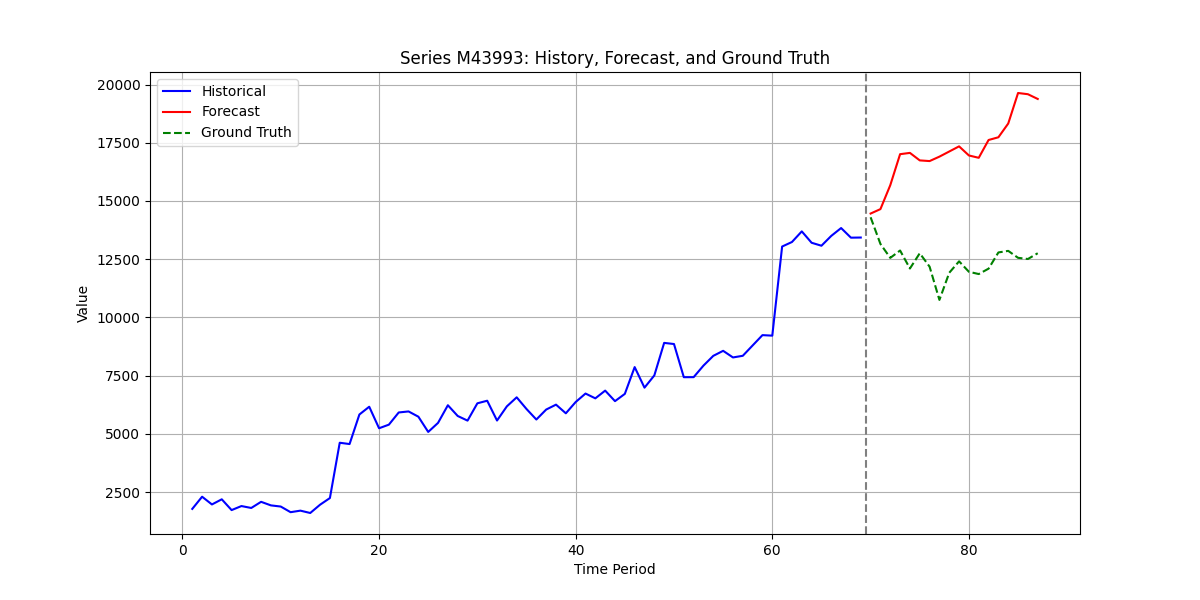 Series M43993: History, Forecast, and Ground Truth
Historical
Forecast
Ground Truth
20000
17500
15000
12500
10000
7500
5000
2500
Value
0 20 40 60 80
Time Period